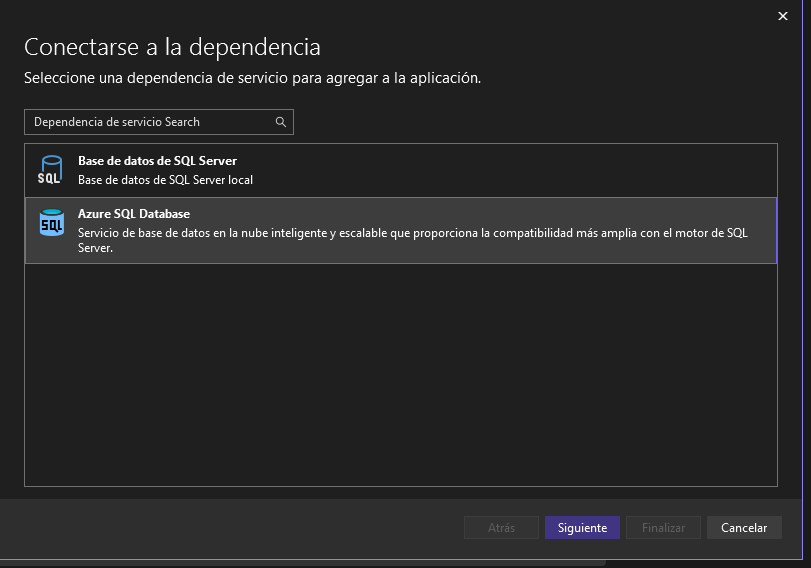 Conectarse a la dependencia
Seleccione una dependencia de servicio para agregar a la aplicación.
Dependencia de servicio Search
SQL
Base de datos de SQL Server
Base de datos de SQL Server local
SQL
Azure SQL Database
Servicio de base de datos en la nube inteligente y escalable que proporciona la compatibilidad más amplia con el motor de SQL
Server.
Atrás
Siguiente
Finalizar
Cancelar